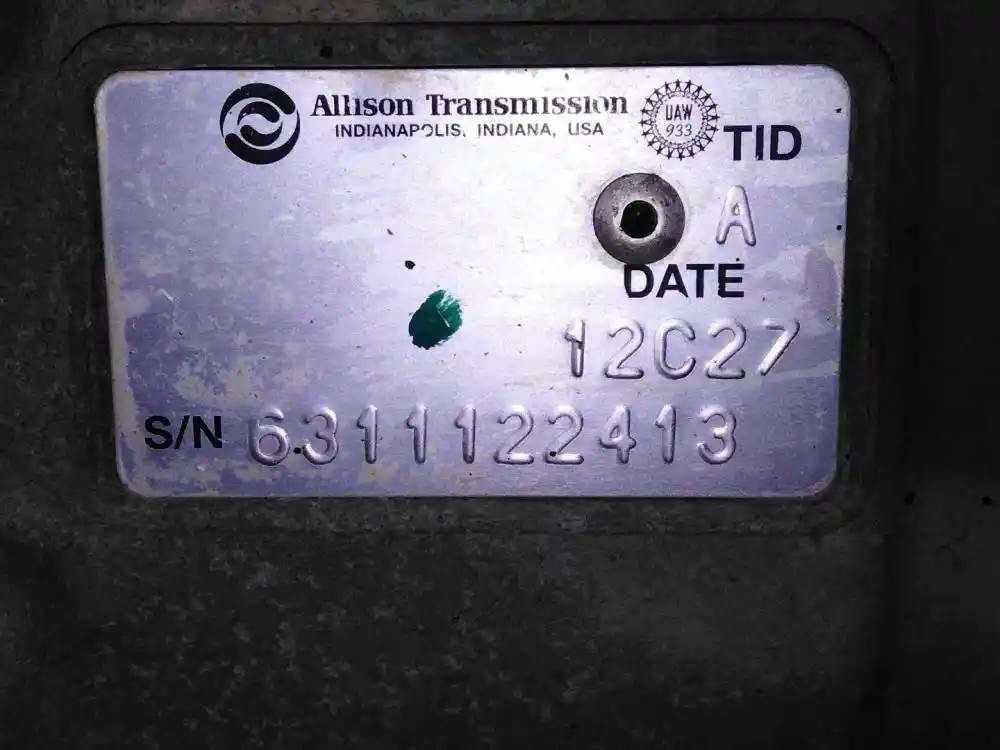 Allison Transmission
INDIANAPOLIS, INDIANA, USA
UAW
933
TID
A
DATE
12C27
S/N 6311122413